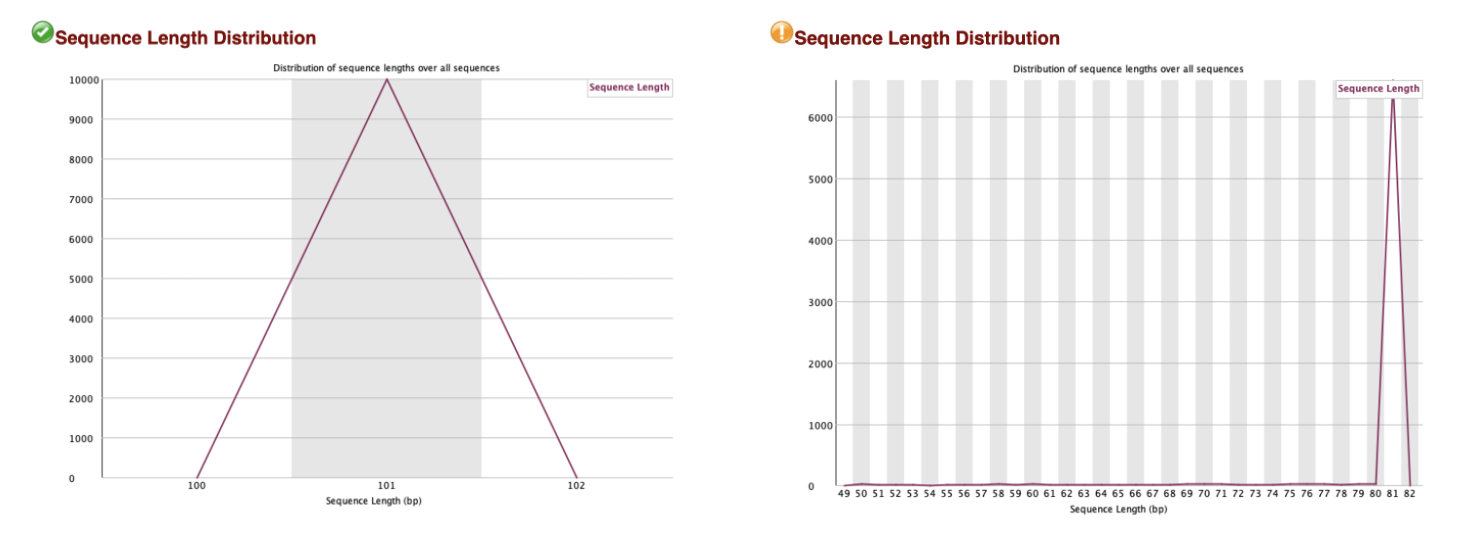 Sequence Length Distribution
Distribution of sequence lengths over all sequences
Sequence Length
10000
9000
8000
7000
6000
5000
4000
3000
2000
1000
0
100 101 102
Sequence Length (bp)
Sequence Length Distribution
Distribution of sequence lengths over all sequences
Sequence Length
6000
5000
4000
3000
2000
1000
0
49 50 51 52 53 54 55 56 57 58 59 60 61 62 63 64 65 66 67 68 69 70 71 72 73 74 75 76 77 78 79 80 81 82
Sequence Length (bp)